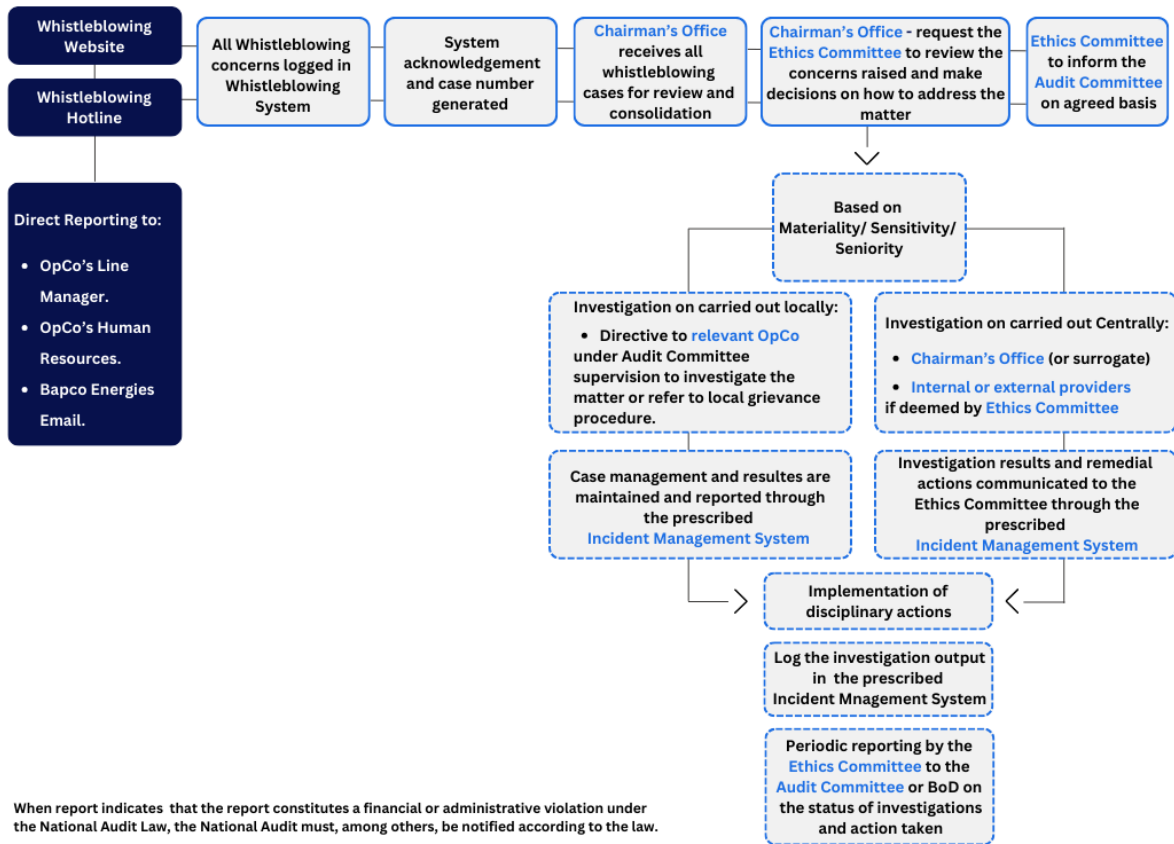 Whistleblowing
Website
Whistleblowing
Hotline
All Whistleblowing
concerns logged in
Whistleblowing
System
System
acknowledgement
and case number
generated
Chairman's Office
receives all
whistleblowing
cases for review and
consolidation
Chairman's Office - request the
Ethics Committee to review the
concerns raised and make
decisions on how to address the
matter
Ethics Committee
to inform the
Audit Committee
on agreed basis
Direct Reporting to:
• OpCo's Line
Manager.
• OpCo's Human
Resources.
• Bapco Energies
Email.
Based on
Materiality/ Sensitivity/
Seniority
Investigation on carried out locally:
• Directive to relevant OpCo
under Audit Committee
supervision to investigate the
matter or refer to local grievance
procedure.
Investigation on carried out Centrally:
• Chairman's Office (or surrogate)
• Internal or external providers
if deemed by Ethics Committee
Case management and resultes are
maintained and reported through
the prescribed
Incident Management System
Investigation results and remedial
actions communicated to the
Ethics Committee through the
prescribed
Incident Management System
Implementation of
disciplinary actions
Log the investigation output
in the prescribed
Incident Mnagement System
Periodic reporting by the
Ethics Committee to the
Audit Committee or BoD on
the status of investigations
and action taken
When report indicates that the report constitutes a financial or administrative violation under
the National Audit Law, the National Audit must, among others, be notified according to the law.